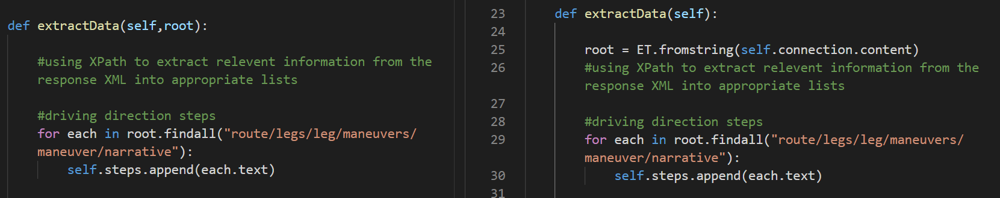 def extractData(self,root):
#using XPath to extract relevent information from the
response XML into appropriate lists
#driving direction steps
for each in root.findall("route/legs/leg/maneuvers/
maneuver/narrative"):
self.steps.append(each.text)
23 def extractData(self):
24
25 root = ET.fromstring(self.connection.content)
26 #using XPath to extract relevent information from the
response XML into appropriate lists
27
28 #driving direction steps
29 for each in root.findall("route/legs/leg/maneuvers/
maneuver/narrative"):
30 self.steps.append(each.text)
31